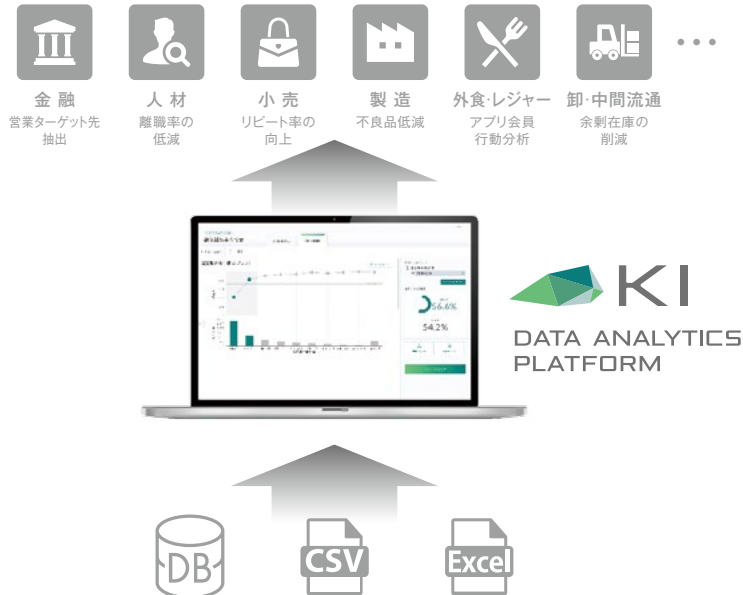 金融
人材
小売
製造
外食・レジャー
卸・中間流通
営業ターゲット先
抽出
離職率の
低減
リピート率の
向上
不良品低減
アプリ会員
行動分析
余剰在庫の
削減
56.6%
54.2%
KI
DATA ANALYTICS
PLATFORM
DB
CSV
Excel